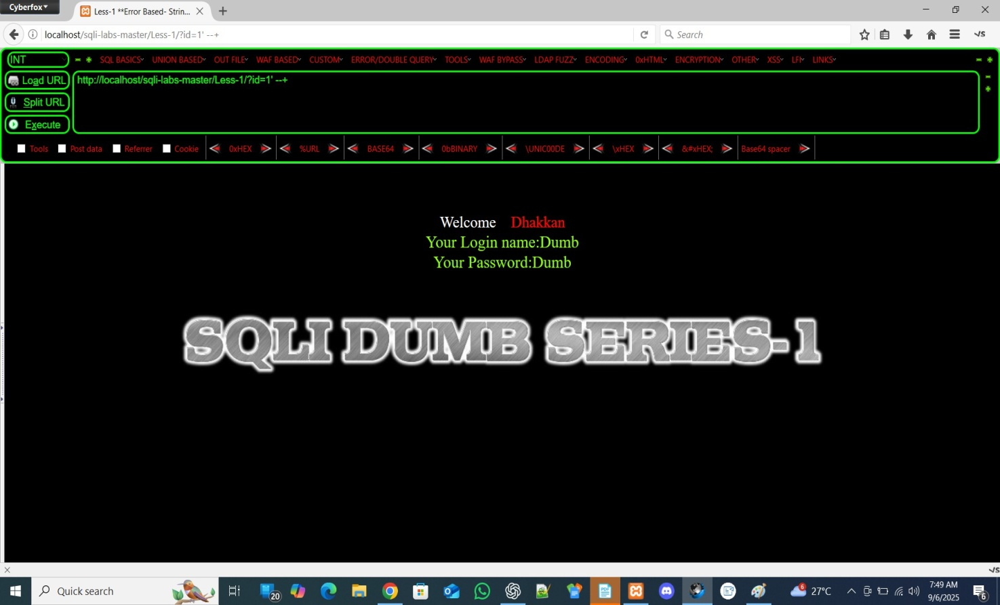 Cyberfox
Less-1 **Error Based- Strin...
localhost/sqli-labs-master/Less-1/?id=1' --+
Search
INT
SQL BASICS UNION BASED OUT FILE WAF BASED CUSTOM ERROR/DOUBLE QUERY TOOLS WAF BYPASS LDAP FUZZ ENCODING 0xHTML ENCRYPTION OTHER XSS LFI LINKS
Load URL
http://localhost/sqli-labs-master/Less-1/?id=1' --+
Split URL
Execute
Tools Post data Referrer Cookie 0xHEX %URL BASE64 0bBINARY \UNIC00DE \xHEX &#xHEX; Base64 spacer
Welcome Dhakkan
Your Login name:Dumb
Your Password:Dumb
SQLI DUMB SERIES-1
Quick search
20
6
27°C
7:49 AM
9/6/2025
6